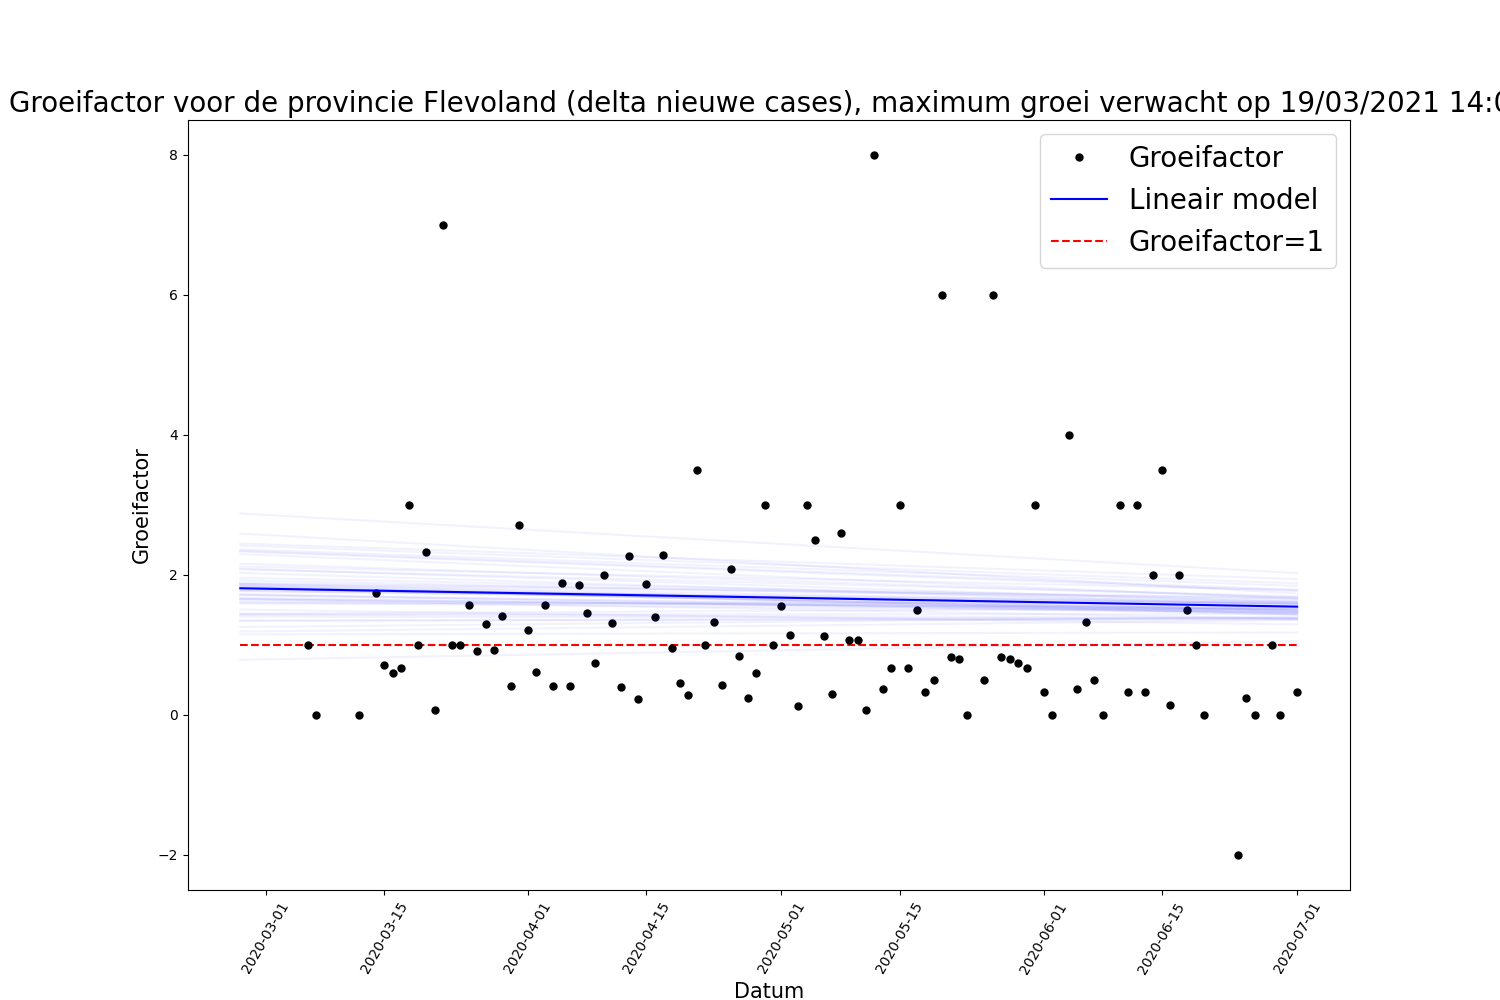 Groeifactor voor de provincie Flevoland (delta nieuwe cases), maximum groei verwacht op 19/03/2021 14:0
Groeifactor
Lineair model
Groeifactor=1
Groeifactor
8
6
4
2
0
−2
2020-03-01
2020-03-15
2020-04-01
2020-04-15
2020-05-01
2020-05-15
2020-06-01
2020-06-15
2020-07-01
Datum